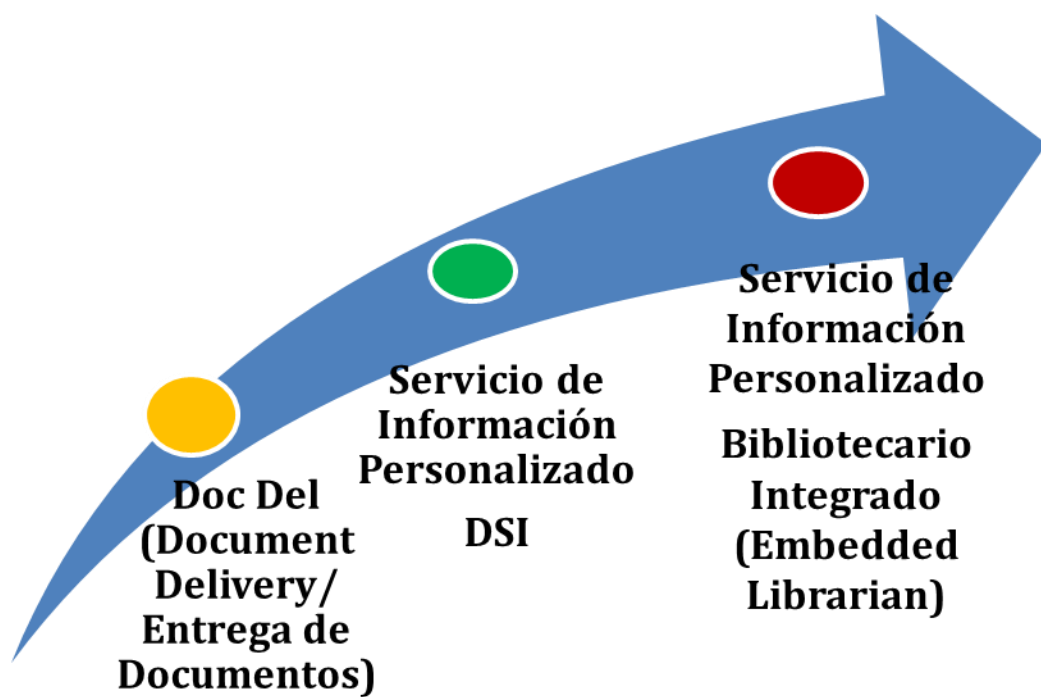 Doc Del
(Document
Delivery/
Entrega de
Documentos)
Servicio de
Información
Personalizado
DSI
Servicio de
Información
Personalizado
Bibliotecario
Integrado
(Embedded
Librarian)